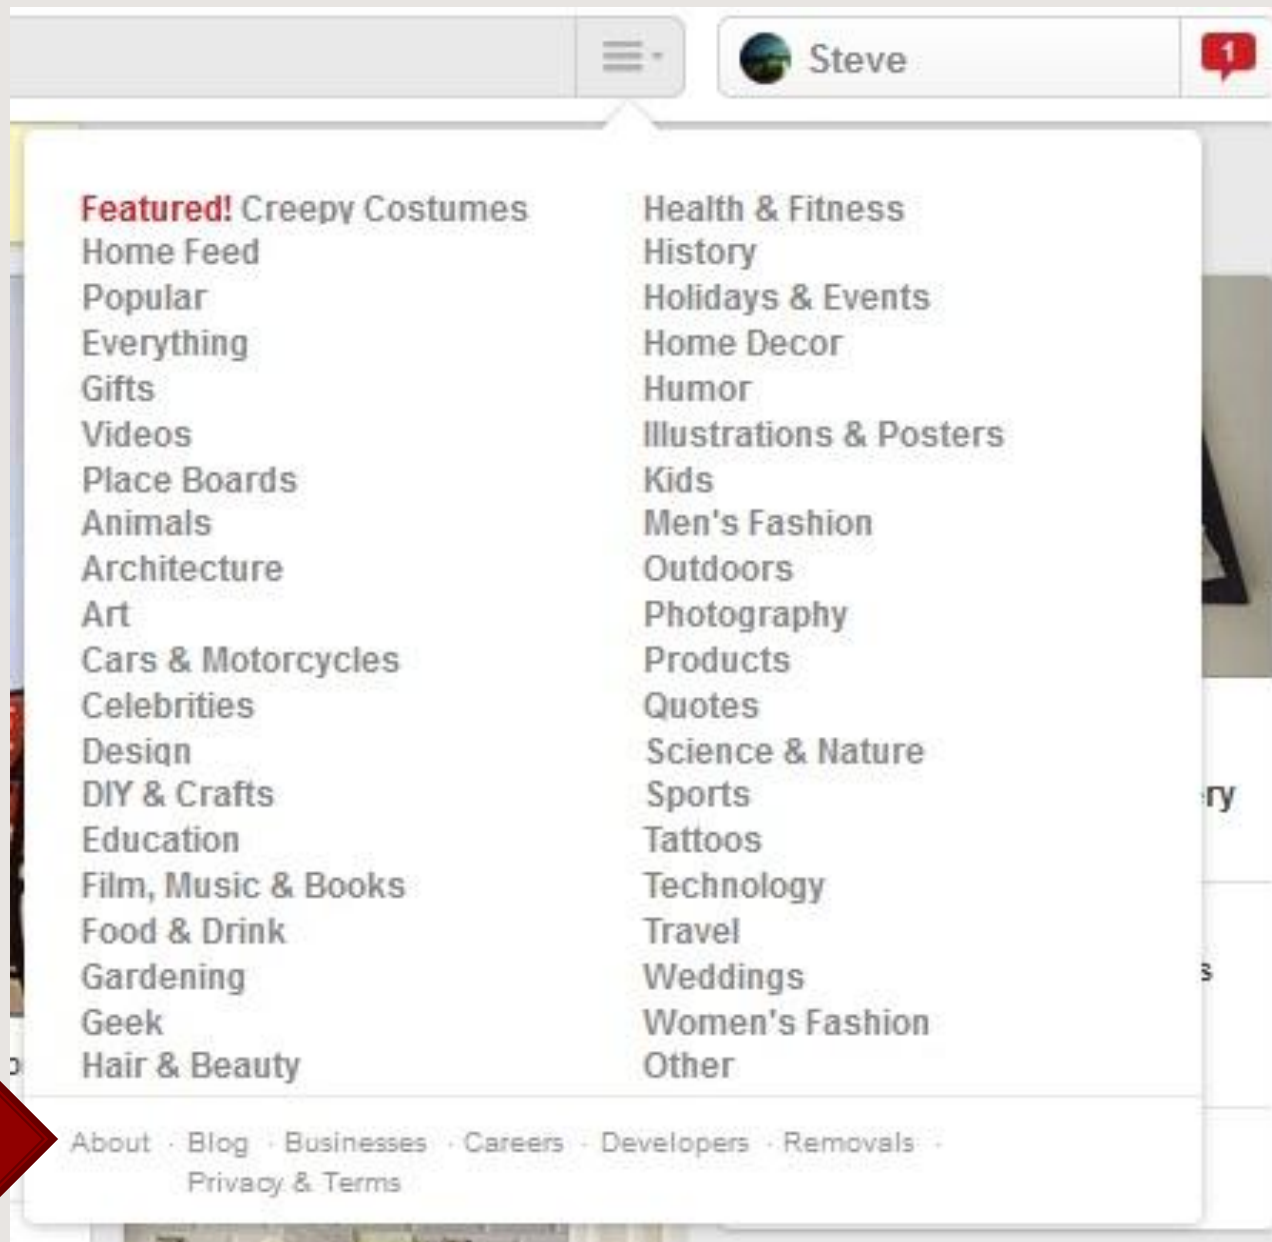 Steve
1
Featured! Creepy Costumes
Home Feed
Popular
Everything
Gifts
Videos
Place Boards
Animals
Architecture
Art
Cars & Motorcycles
Celebrities
Design
DIY & Crafts
Education
Film, Music & Books
Food & Drink
Gardening
Geek
Hair & Beauty
Health & Fitness
History
Holidays & Events
Home Decor
Humor
Illustrations & Posters
Kids
Men's Fashion
Outdoors
Photography
Products
Quotes
Science & Nature
Sports
Tattoos
Technology
Travel
Weddings
Women's Fashion
Other
About · Blog · Businesses · Careers · Developers · Removals ·
Privacy & Terms